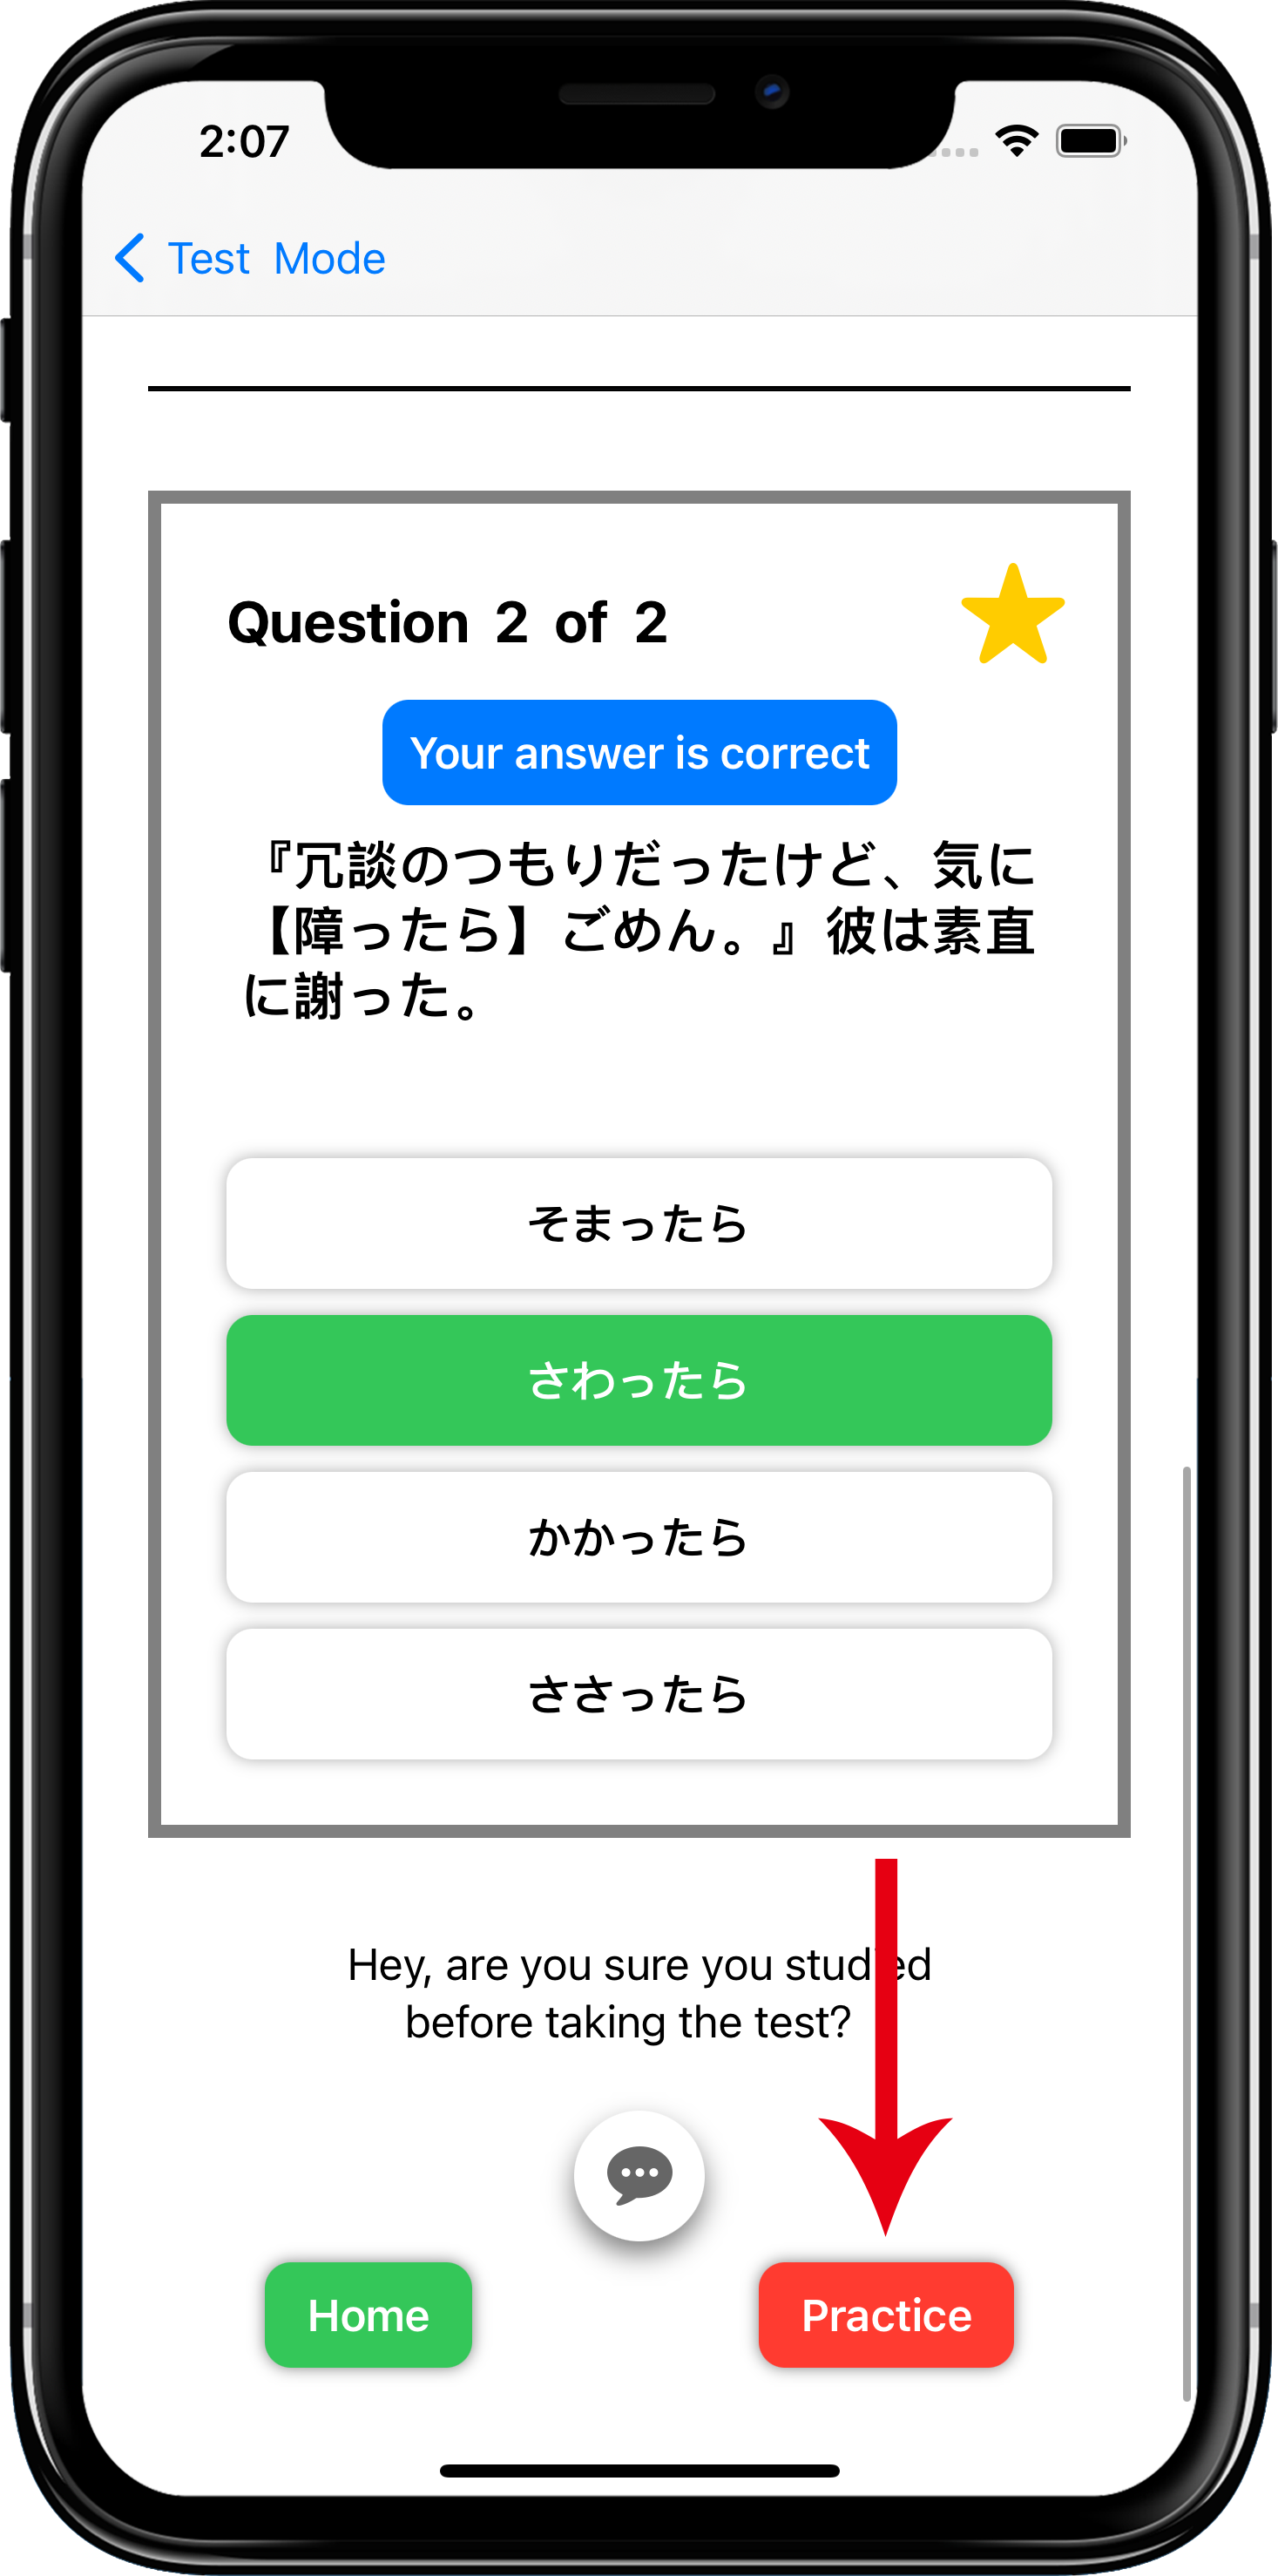 2:07
Test Mode
Question 2 of 2
Your answer is correct
『冗談のつもりだったけど、気に
【障ったら】ごめん。』彼は素直
に謝った。
そまったら
さわったら
かかったら
ささったら
Hey, are you sure you studied
before taking the test?
Home
Practice